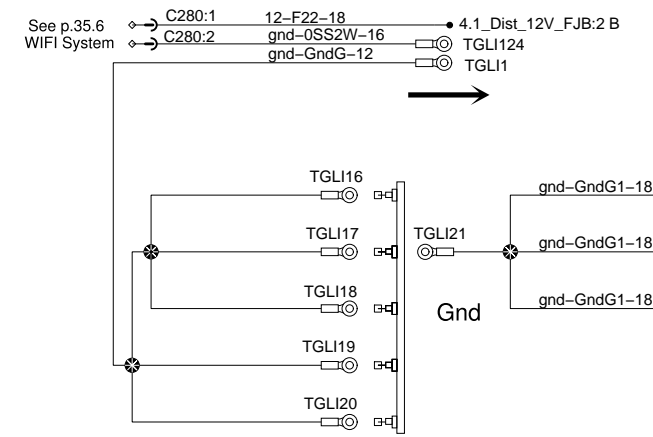 See p.35.6
WIFI System
C280:1
12-F22-18
4.1_Dist_12V_FJB:2 B
C280:2
gnd-0SS2W-16
TGLI124
gnd-GndG-12
TGLI1
TGLI16
gnd-GndG1-18
TGLI17
TGLI21
gnd-GndG1-18
TGLI18
Gnd
gnd-GndG1-18
TGLI19
TGLI20